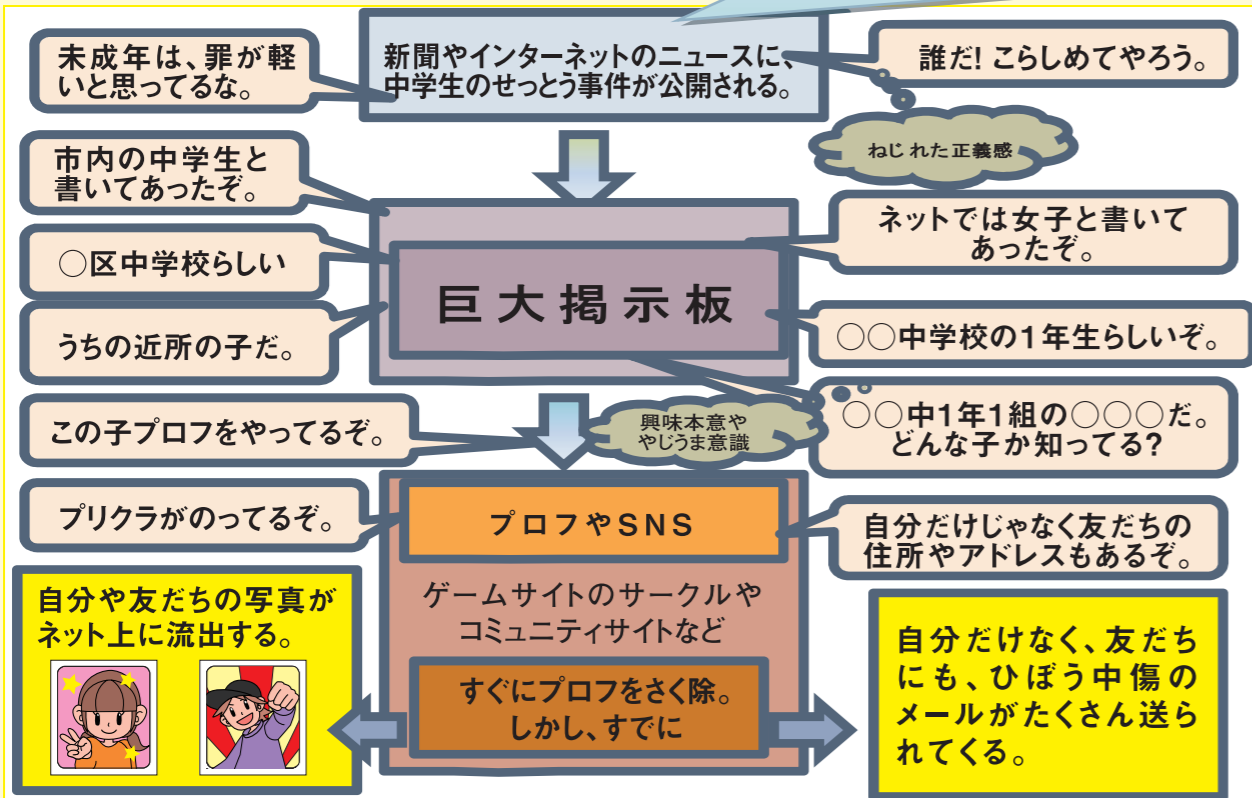 未成年は、罪が軽
いと思ってるな。
新聞やインターネットのニュースに、
中学生のせっとう事件が公開される。
誰だ! こらしめてやろう。
ねじれた正義感
市内の中学生と
書いてあったぞ。
○区中学校らしい
うちの近所の子だ。
巨大掲示板
ネットでは女子と書いて
あったぞ。
○○中学校の1年生らしいぞ。
○○中1年1組の○○○だ。
どんな子か知ってる?
興味本意や
やじうま意識
この子プロフをやってるぞ。
プリクラがのってるぞ。
プロフやSNS
自分だけじゃなく友だちの
住所やアドレスもあるぞ。
ゲームサイトのサークルや
コミュニティサイトなど
すぐにプロフをさく除。
しかし、すでに
自分や友だちの写真が
ネット上に流出する。
自分だけなく、友だち
にも、ひぼう中傷の
メールがたくさん送ら
れてくる。